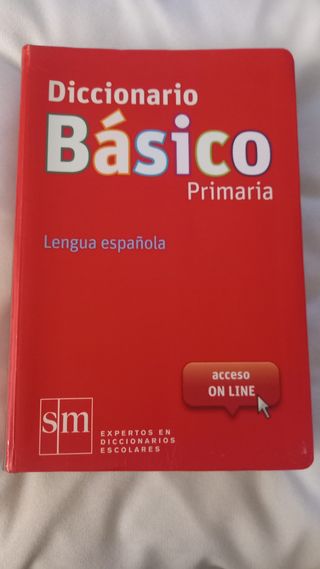 Diccionario
Básico
Primaria
Lengua española
acceso
ON LINE
sm
EXPERTOS EN
DICCIONARIOS
ESCOLARES